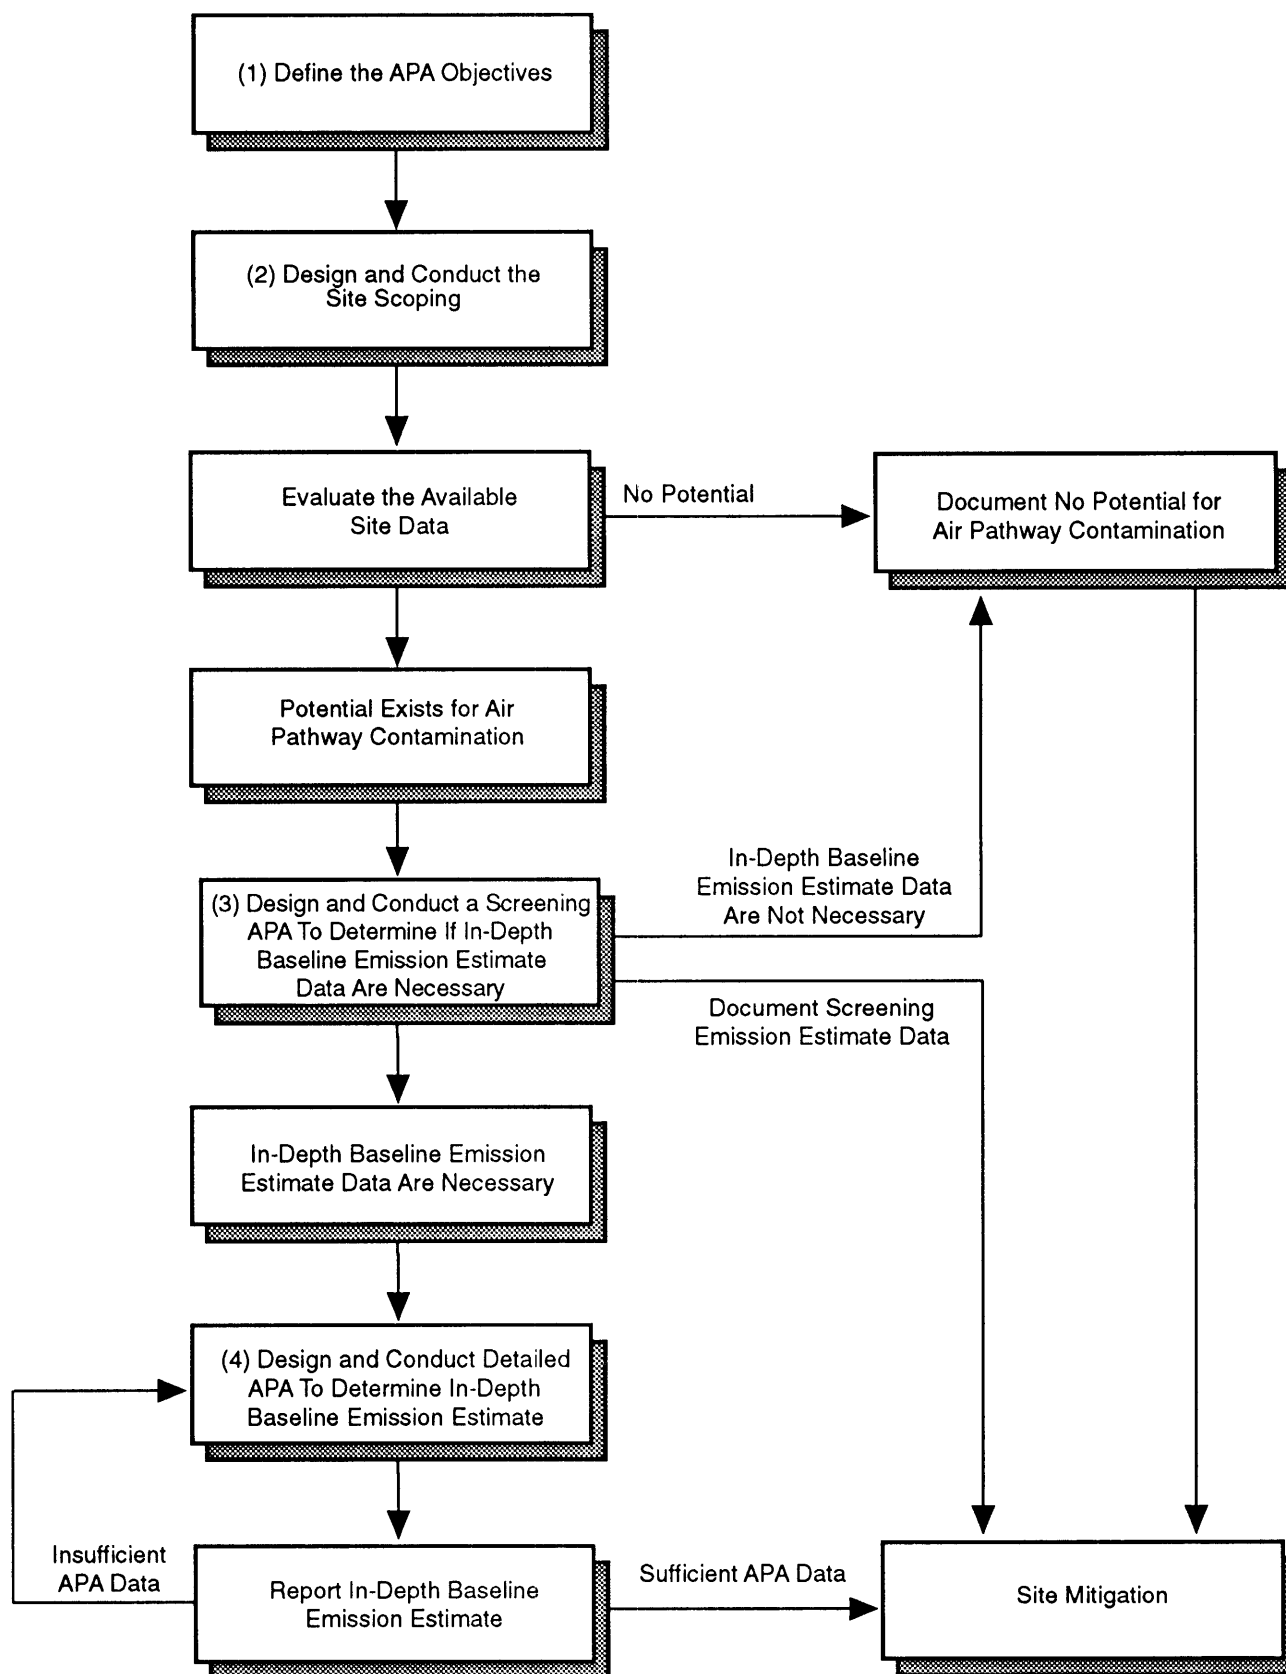 (1) Define the APA Objectives
(2) Design and Conduct the
Site Scoping
Evaluate the Available
Site Data
No Potential
Document No Potential for
Air Pathway Contamination
Potential Exists for Air
Pathway Contamination
In-Depth Baseline
Emission Estimate Data
Are Not Necessary
(3) Design and Conduct a Screening
APA To Determine If In-Depth
Baseline Emission Estimate
Data Are Necessary
Document Screening
Emission Estimate Data
In-Depth Baseline Emission
Estimate Data Are Necessary
(4) Design and Conduct Detailed
APA To Determine In-Depth
Baseline Emission Estimate
Insufficient
APA Data
Report In-Depth Baseline
Emission Estimate
Sufficient APA Data
Site Mitigation